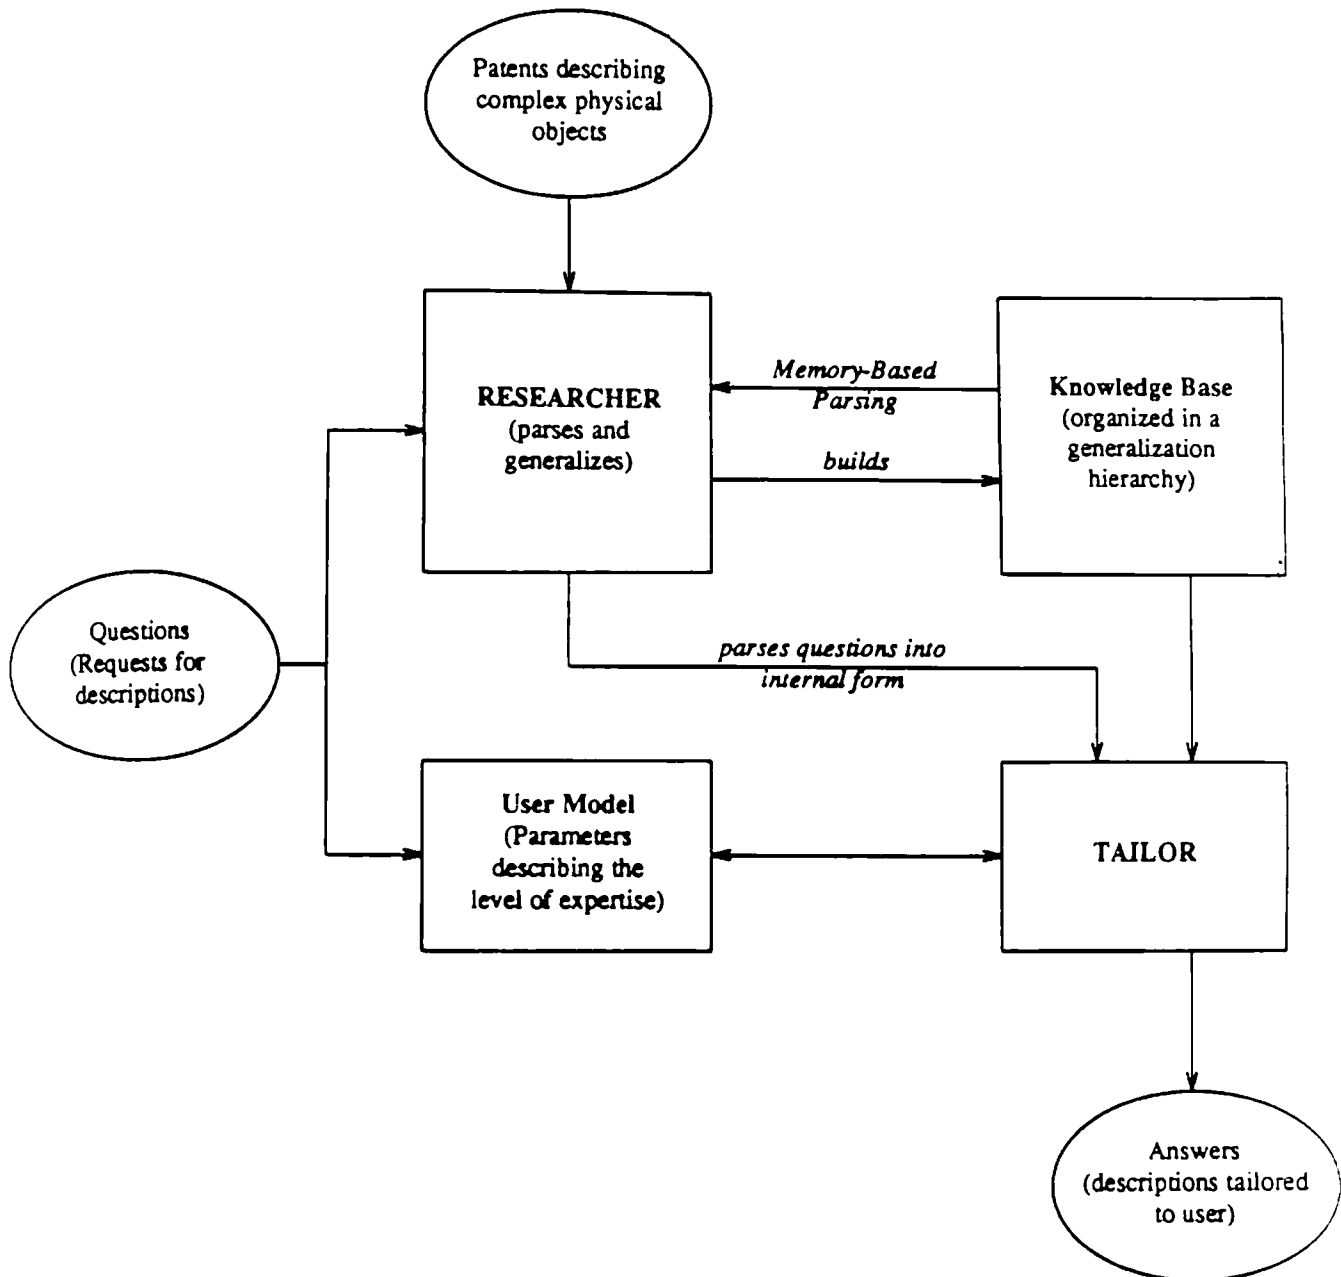 Patents describing
complex physical
objects
RESEARCHER
(parses and
generalizes)
Memory-Based
Parsing
builds
Knowledge Base
(organized in a
generalization
hierarchy)
Questions
(Requests for
descriptions)
parses questions into
internal form
User Model
(Parameters
describing the
level of expertise)
TAILOR
Answers
(descriptions tailored
to user)